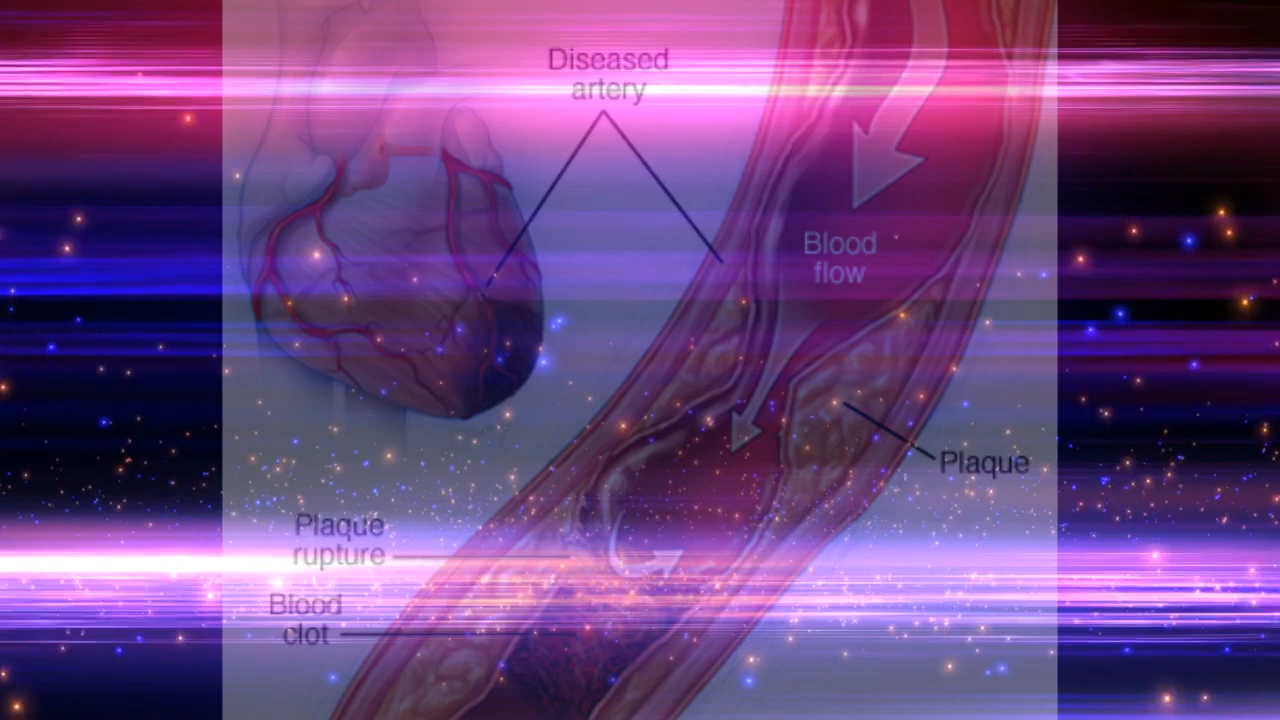 Diseased
artery
Blood
flow
Plaque
Plaque
rupture
Blood
clot